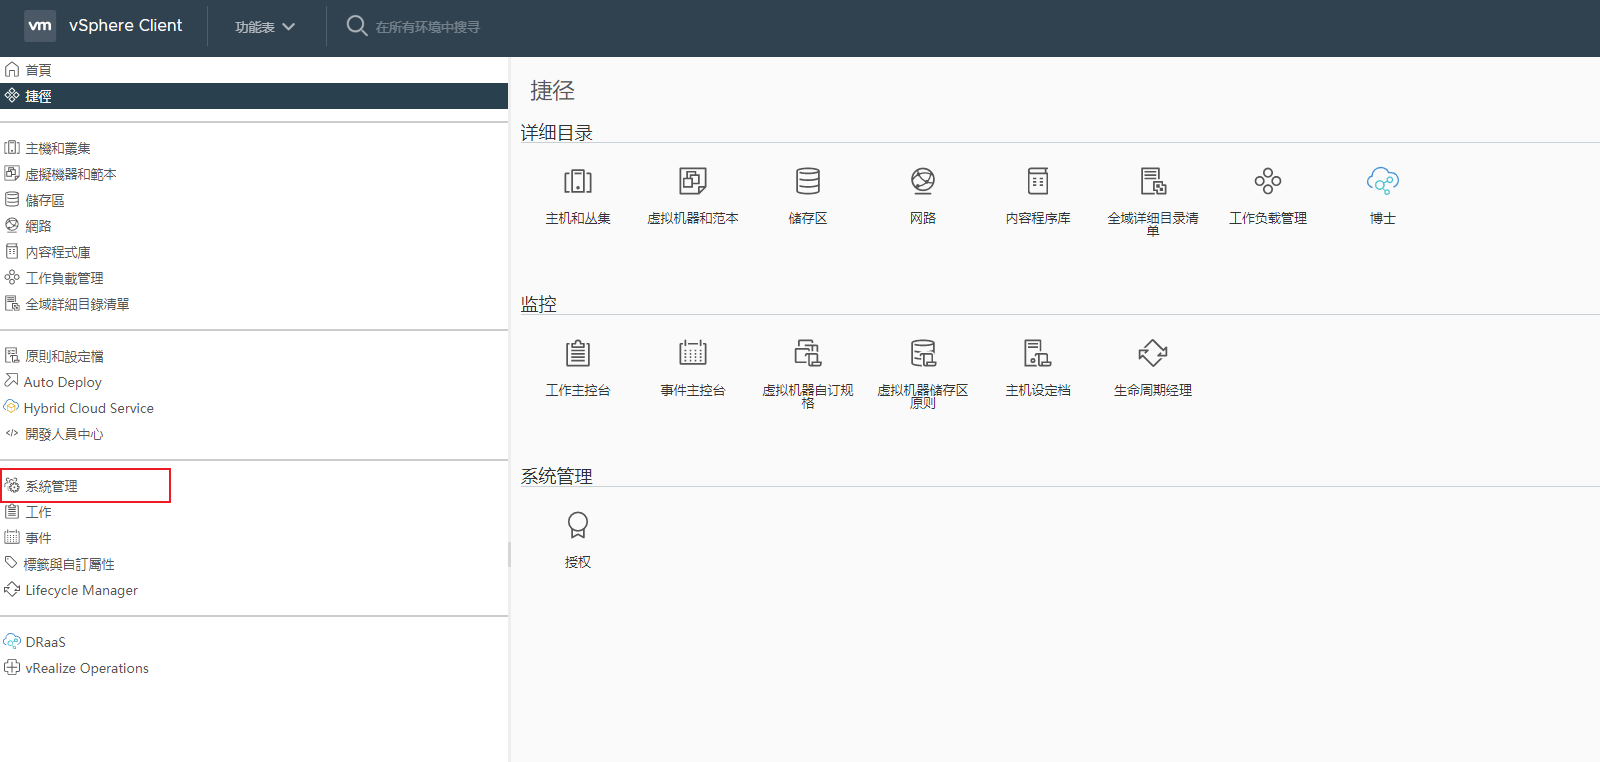 vm vSphere Client 功能表 在所有环境中搜寻
首頁
捷徑
主機和叢集
虛擬機器和範本
儲存區
網路
內容程式庫
工作負載管理
全域詳細目錄清單
原則和設定檔
Auto Deploy
Hybrid Cloud Service
開發人員中心
系統管理
工作
事件
標籤與自訂屬性
Lifecycle Manager
DRaaS
vRealize Operations
捷径
详细目录
主机和丛集 虚拟机器和范本 储存区 网路 内容程序库 全域详细目录清 工作负载管理 博士
单
监控
工作主控台 事件主控台 虚拟机器自订规 虚拟机器储存区 主机设定档 生命周期经理
格 原则
系统管理
授权